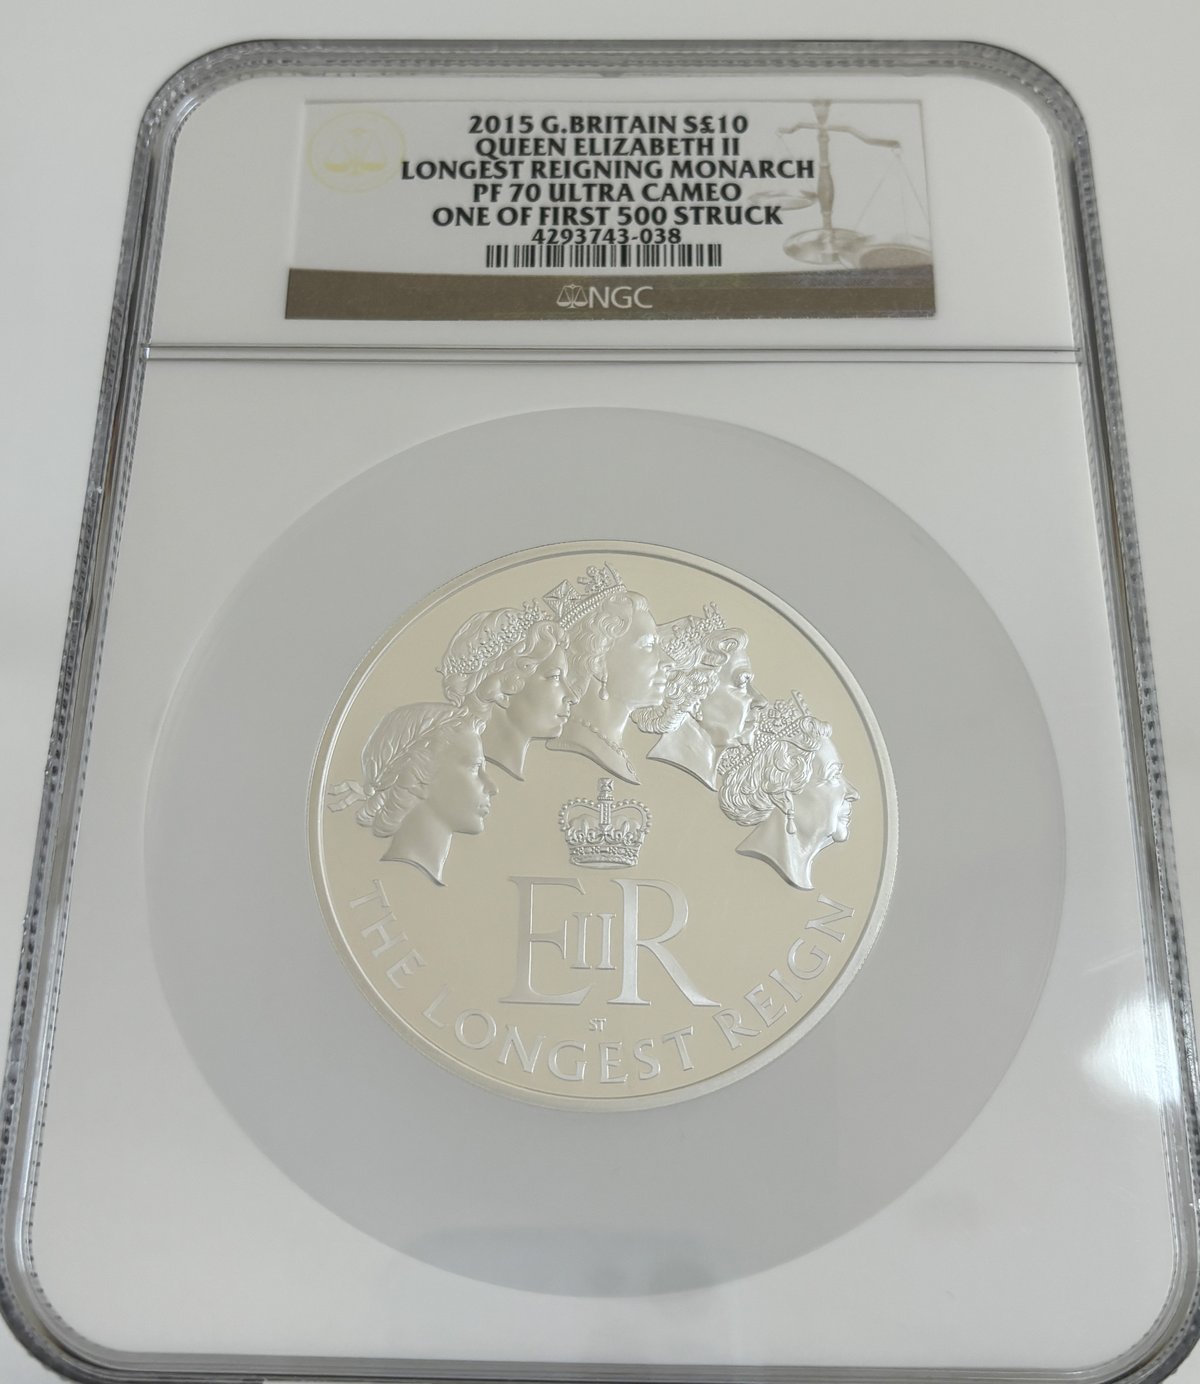 2015 G.BRITAIN S£10
QUEEN ELIZABETH II
LONGEST REIGNING MONARCH
PF 70 ULTRA CAMEO
ONE OF FIRST 500 STRUCK
4293743-038
NGC
EIIR
ST
THE LONGEST REIGN